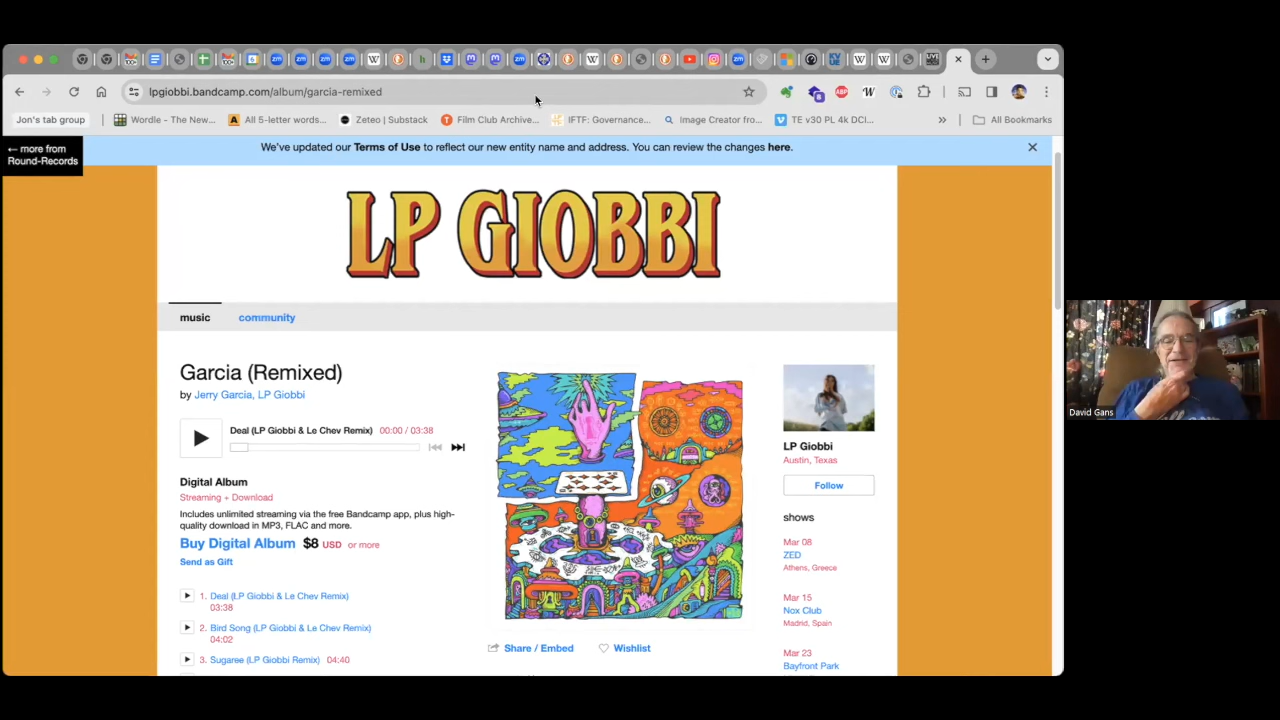 lpgiobbi.bandcamp.com/album/garcia-remixed
Jon's tab group
Wordle - The New...
All 5-letter words...
Zeteo | Substack
Film Club Archive...
IFTF: Governance...
Image Creator fro...
TE v30 PL 4k DCI...
»
All Bookmarks
← more from
Round-Records
We've updated our Terms of Use to reflect our new entity name and address. You can review the changes here.
LP GIOBBI
music
community
Garcia (Remixed)
by Jerry Garcia, LP Giobbi
Deal (LP Giobbi & Le Chev Remix) 00:00 / 03:38
Digital Album
Streaming + Download
Includes unlimited streaming via the free Bandcamp app, plus high-
quality download in MP3, FLAC and more.
Buy Digital Album $8 USD or more
Send as Gift
1. Deal (LP Giobbi & Le Chev Remix)
03:38
2. Bird Song (LP Giobbi & Le Chev Remix)
04:02
3. Sugaree (LP Giobbi Remix) 04:40
Share / Embed
Wishlist
LP Giobbi
Austin, Texas
Follow
shows
Mar 08
ZED
Athens, Greece
Mar 15
Nox Club
Madrid, Spain
Mar 23
Bayfront Park
David Gans